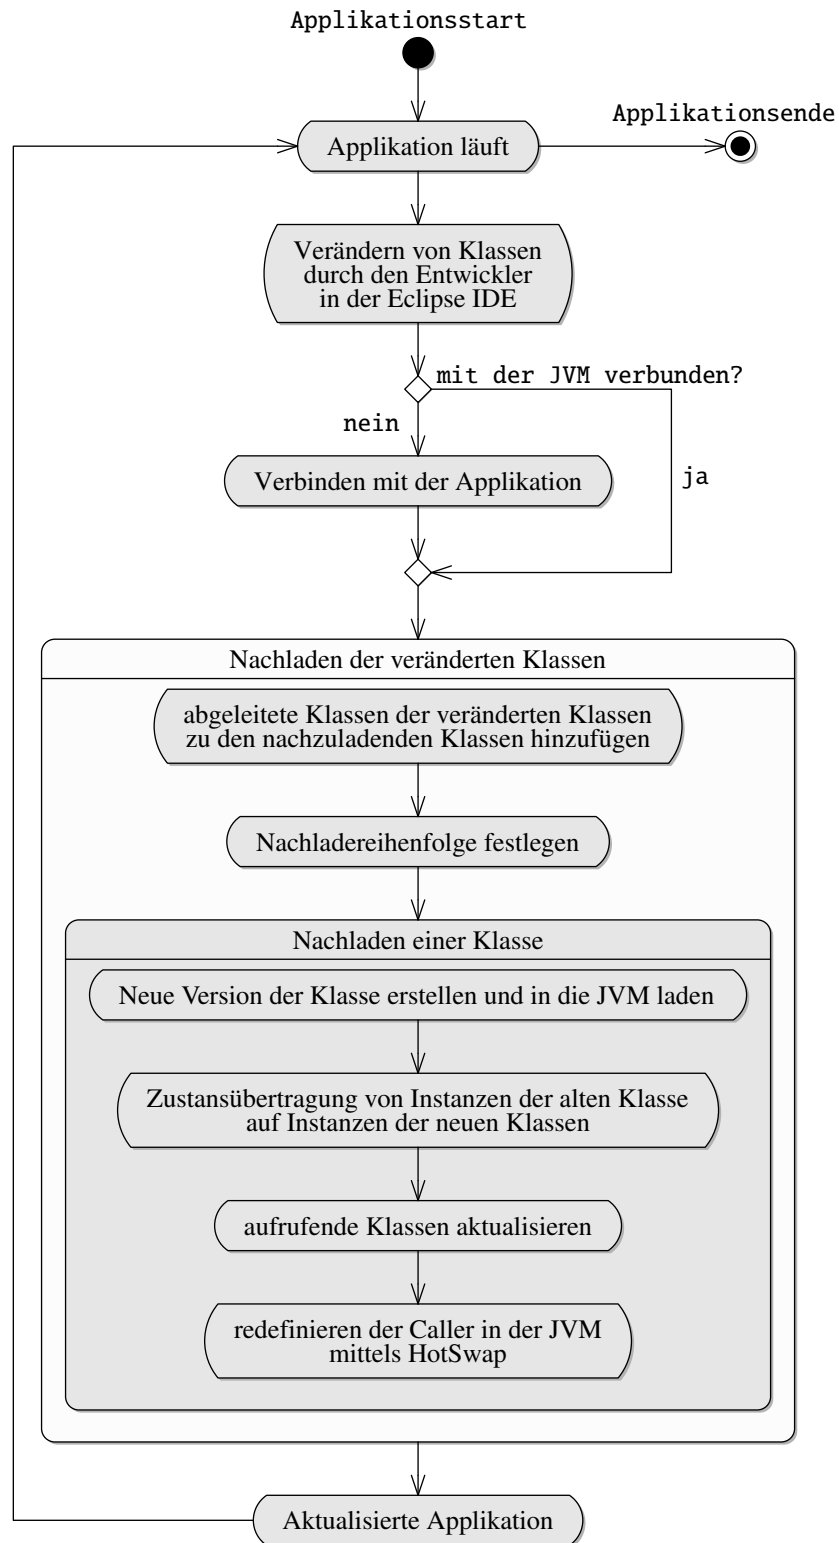 Applikationsstart
Applikationsende
Applikation läuft
Verändern von Klassen
durch den Entwickler
in der Eclipse IDE
mit der JVM verbunden?
nein
Verbinden mit der Applikation
ja
Nachladen der veränderten Klassen
abgeleitete Klassen der veränderten Klassen
zu den nachzuladenden Klassen hinzufügen
Nachladereihenfolge festlegen
Nachladen einer Klasse
Neue Version der Klasse erstellen und in die JVM laden
Zustansübertragung von Instanzen der alten Klasse
auf Instanzen der neuen Klassen
aufrufende Klassen aktualisieren
redefinieren der Caller in der JVM
mittels HotSwap
Aktualisierte Applikation